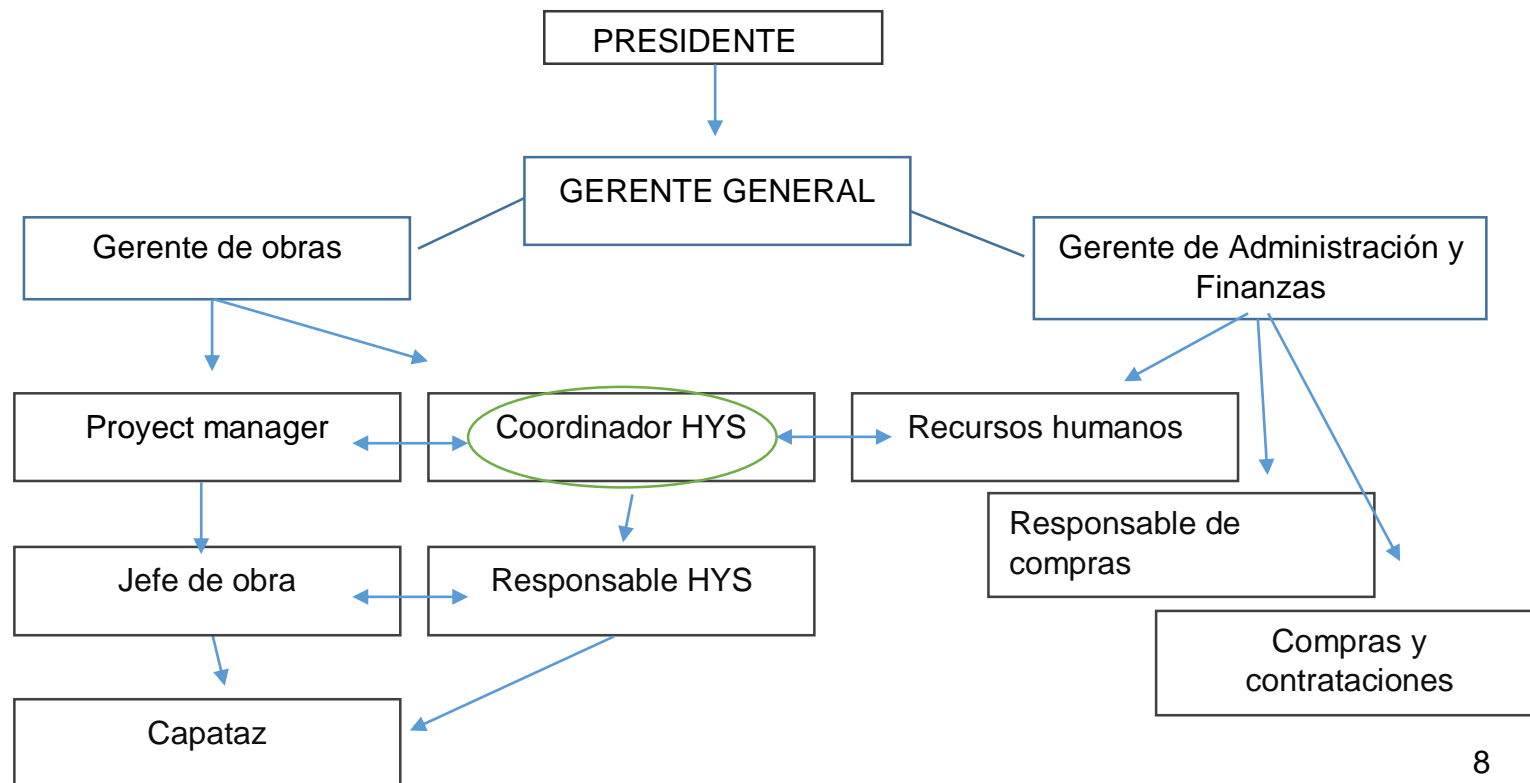 PRESIDENTE
GERENTE GENERAL
Gerente de obras
Gerente de Administración y
Finanzas
Proyect manager
Coordinador HYS
Recursos humanos
Responsable de
compras
Jefe de obra
Responsable HYS
Compras y
contrataciones
Capataz
8